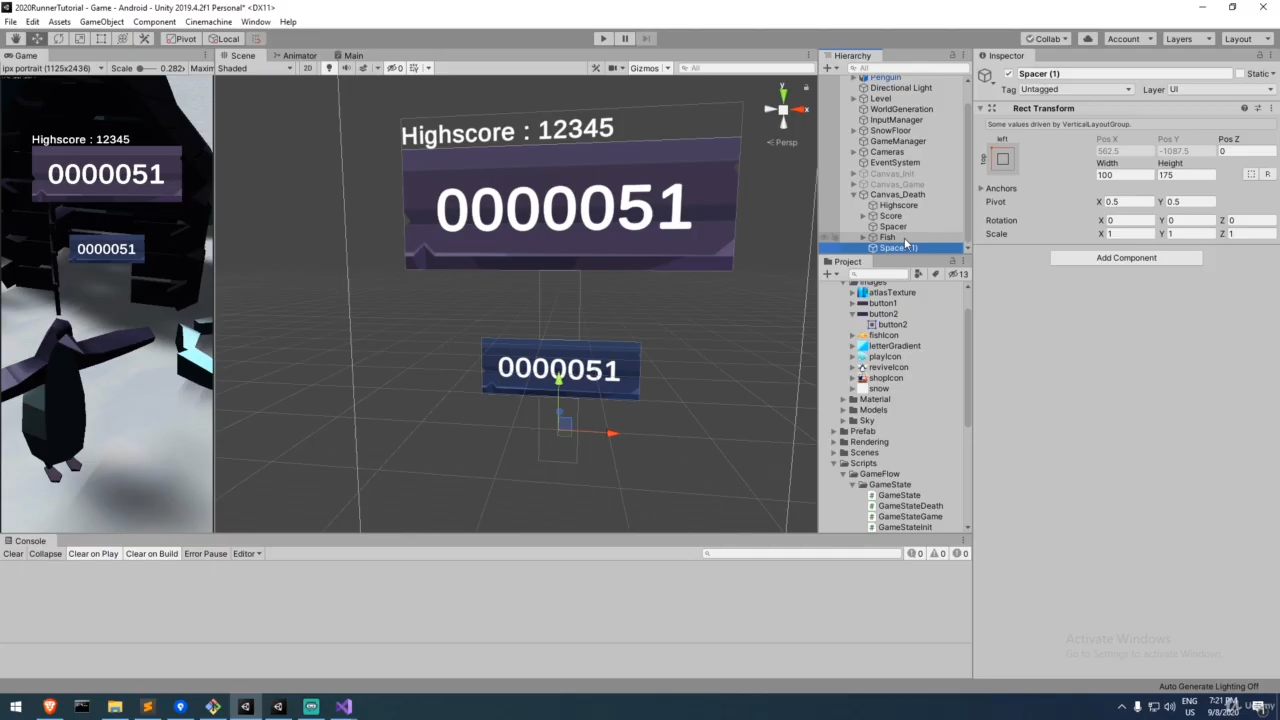 2020RunnerTutorial - Game - Android - Unity 2019.4.2f1 Personal* <DX11>
File Edit Assets GameObject Component Cinemachine Window Help
Pivot Local Collab Account Layers Layout
Game Scene Animator Main Hierarchy Inspector
ipx portrait (1125x2436) Scale 0.282x Maxin Shaded 2D 0 Gizmos All All
Spacer (1) Static
Tag Untagged Layer UI
Rect Transform
Some values driven by VerticalLayoutGroup.
left Pos X Pos Y Pos Z
top 562.5 -1087.5 0
Width Height
100 175 R
Anchors
Pivot X 0.5 Y 0.5
Rotation X 0 Y 0 Z 0
Scale X 1 Y 1 Z 1
Add Component
Penguin
Directional Light
Level
WorldGeneration
InputManager
SnowFloor
GameManager
Cameras
EventSystem
Canvas_Init
Canvas_Game
Canvas_Death
Highscore
Score
Spacer
Fish
Spacer (1)
Highscore : 12345
0000051
0000051
y
x
Persp
Highscore : 12345
0000051
0000051
Project
13
Images
atlasTexture
button1
button2
button2
fishIcon
letterGradient
playIcon
reviveIcon
shopIcon
snow
Material
Models
Sky
Prefab
Rendering
Scenes
Scripts
GameFlow
GameState
GameState
GameStateDeath
GameStateGame
GameStateInit
Console
Clear Collapse Clear on Play Clear on Build Error Pause Editor 0 0 0
Activate Windows
Go to Settings to activate Windows.
Auto Generate Lighting Off
ENG 7:21 PM
US 9/8/2020